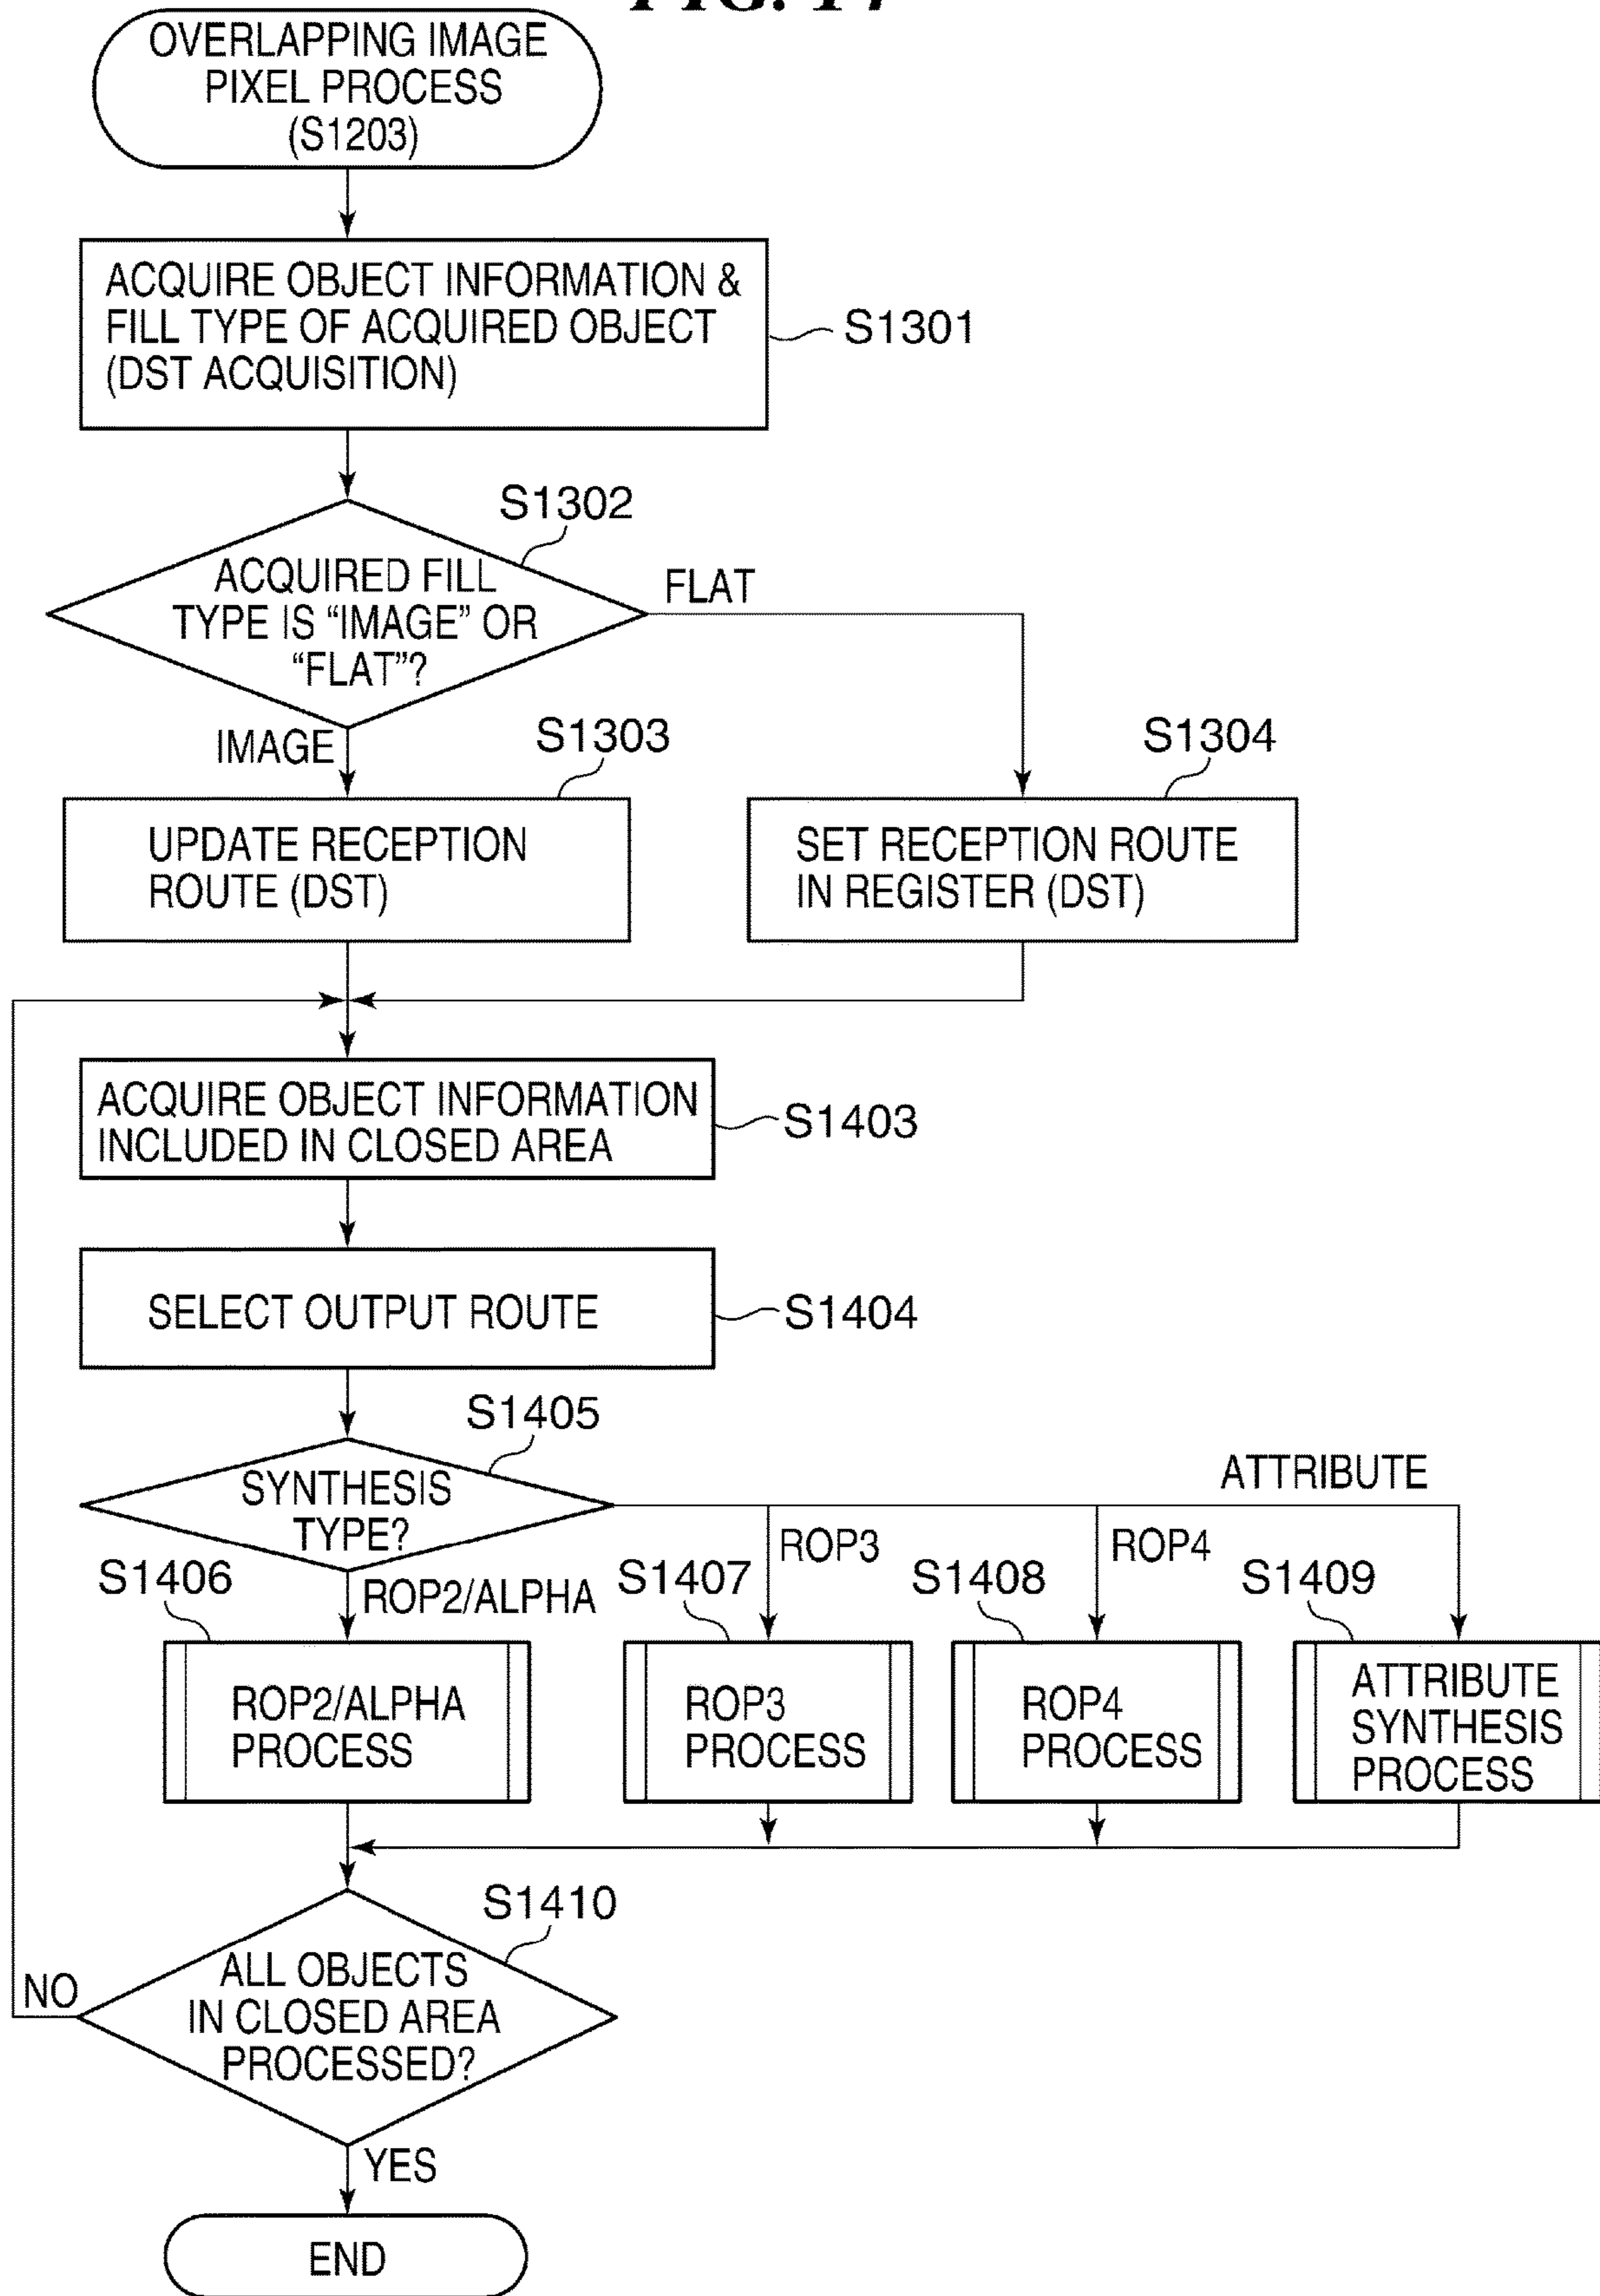 OVERLAPPING IMAGE
PIXEL PROCESS
(S1203)
ACQUIRE OBJECT INFORMATION &
FILL TYPE OF ACQUIRED OBJECT
(DST ACQUISITION)
S1301
S1302
ACQUIRED FILL
TYPE IS “IMAGE” OR
“FLAT”?
FLAT
IMAGE
S1303
S1304
UPDATE RECEPTION
ROUTE (DST)
SET RECEPTION ROUTE
IN REGISTER (DST)
ACQUIRE OBJECT INFORMATION
INCLUDED IN CLOSED AREA
S1403
SELECT OUTPUT ROUTE
S1404
S1405
SYNTHESIS
TYPE?
ATTRIBUTE
ROP3
ROP4
S1406
ROP2/ALPHA
S1407
S1408
S1409
ROP2/ALPHA
PROCESS
ROP3
PROCESS
ROP4
PROCESS
ATTRIBUTE
SYNTHESIS
PROCESS
S1410
ALL OBJECTS
IN CLOSED AREA
PROCESSED?
NO
YES
END